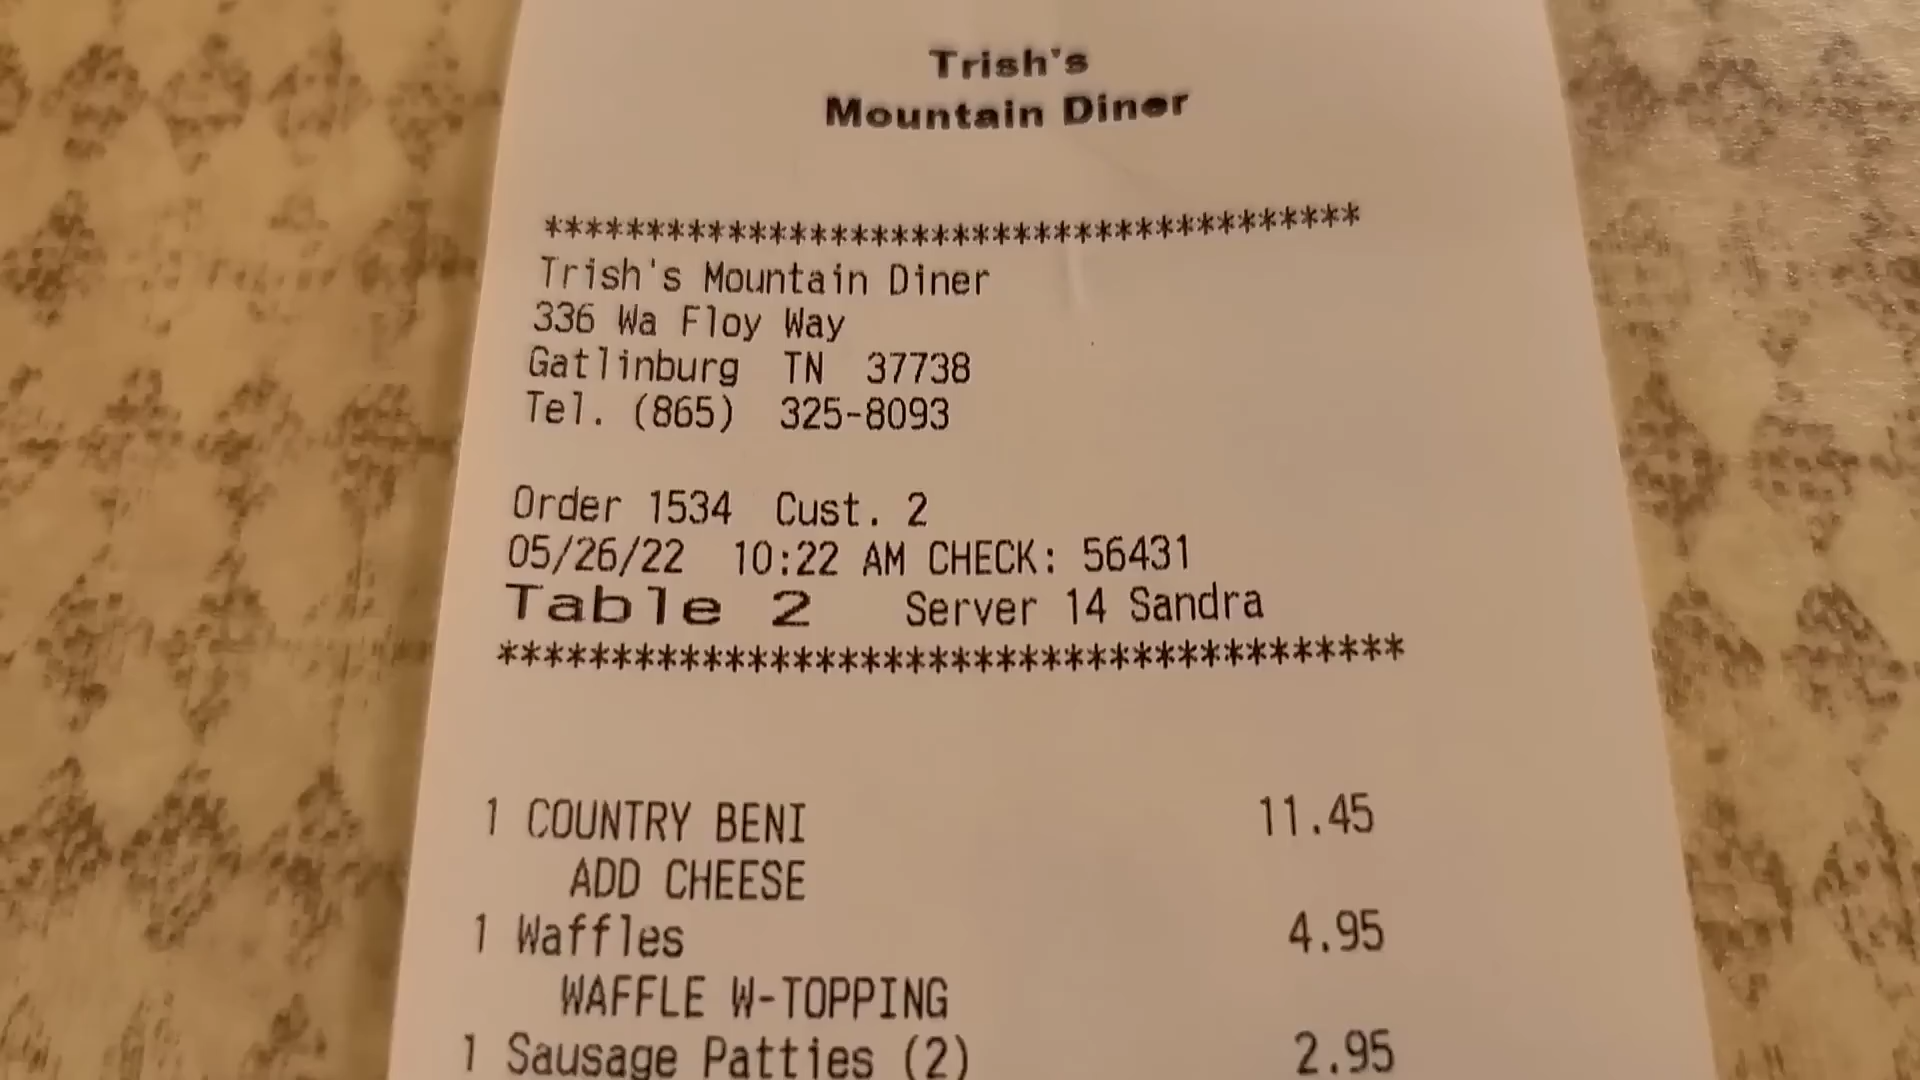 Trish's
Mountain Diner
****************************************
Trish's Mountain Diner
336 Wa Floy Way
Gatlinburg TN 37738
Tel. (865) 325-8093
Order 1534 Cust. 2
05/26/22 10:22 AM CHECK: 56431
Table 2 Server 14 Sandra
****************************************
1 COUNTRY BENI 11.45
ADD CHEESE
1 Waffles 4.95
WAFFLE W-TOPPING
1 Sausage Patties (2) 2.95